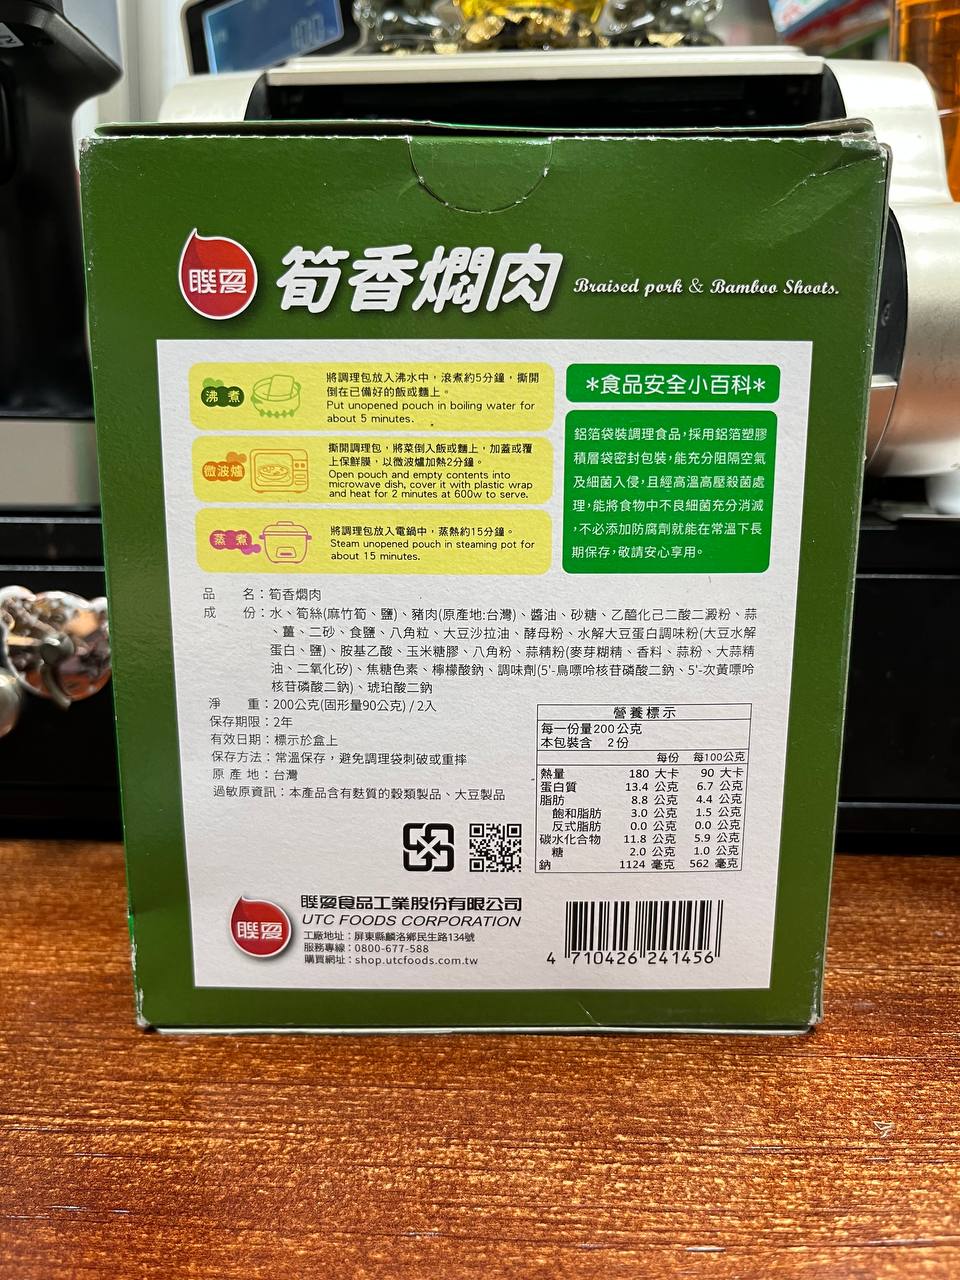 聯夏
筍香燜肉
Braised pork & Bamboo Shoots.
沸煮
將調理包放入沸水中，滾煮約5分鐘，撕開
倒在已備好的飯或麵上。
Put unopened pouch in boiling water for
about 5 minutes.
微波爐
撕開調理包，將菜倒入飯或麵上，加蓋或覆
上保鮮膜，以微波爐加熱2分鐘。
Open pouch and empty contents into
microwave dish, cover it with plastic wrap
and heat for 2 minutes at 600w to serve.
蒸煮
將調理包放入電鍋中，蒸熱約15分鐘。
Steam unopened pouch in steaming pot for
about 15 minutes.
*食品安全小百科*
鋁箔袋裝調理食品，採用鋁箔塑膠
積層袋密封包裝，能充分阻隔空氣
及細菌入侵，且經高溫高壓殺菌處
理，能將食物中不良細菌充分消滅
，不必添加防腐劑就能在常溫下長
期保存，敬請安心享用。
品　　名：筍香燜肉
成　　份：水、筍絲(麻竹筍、鹽)、豬肉(原產地:台灣)、醬油、砂糖、乙醯化己二酸二澱粉、蒜
、薑、二砂、食鹽、八角粒、大豆沙拉油、酵母粉、水解大豆蛋白調味粉(大豆水解
蛋白、鹽)、胺基乙酸、玉米糖膠、八角粉、蒜精粉(麥芽糊精、香料、蒜粉、大蒜精
油、二氧化矽)、焦糖色素、檸檬酸鈉、調味劑(5'-鳥嘌呤核苷磷酸二鈉、5'-次黃嘌呤
核苷磷酸二鈉)、琥珀酸二鈉
淨　　重：200公克(固形量90公克) / 2入
保存期限：2年
有效日期：標示於盒上
保存方法：常溫保存，避免調理袋刺破或重摔
原 產 地：台灣
過敏原資訊：本產品含有麩質的穀類製品、大豆製品
營養標示
每一份量200公克
本包裝含　2份
每份　每100公克
熱量　180 大卡　90 大卡
蛋白質　13.4 公克　6.7 公克
脂肪　8.8 公克　4.4 公克
飽和脂肪　3.0 公克　1.5 公克
反式脂肪　0.0 公克　0.0 公克
碳水化合物　11.8 公克　5.9 公克
糖　2.0 公克　1.0 公克
鈉　1124 毫克　562 毫克
聯夏
聯夏食品工業股份有限公司
UTC FOODS CORPORATION
工廠地址：屏東縣麟洛鄉民生路134號
服務專線：0800-677-588
購買網址：shop.utcfoods.com.tw
4 710426 241456